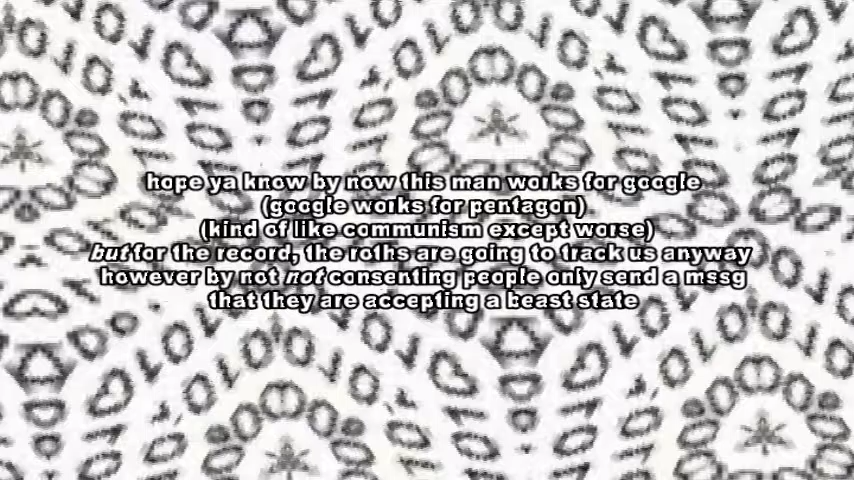 hope ya know by now this man works for google
(google works for pentagon)
(kind of like communism except worse)
but for the record, the roths are going to track us anyway
however by not not consenting people only send a mssg
that they are accepting a beast state